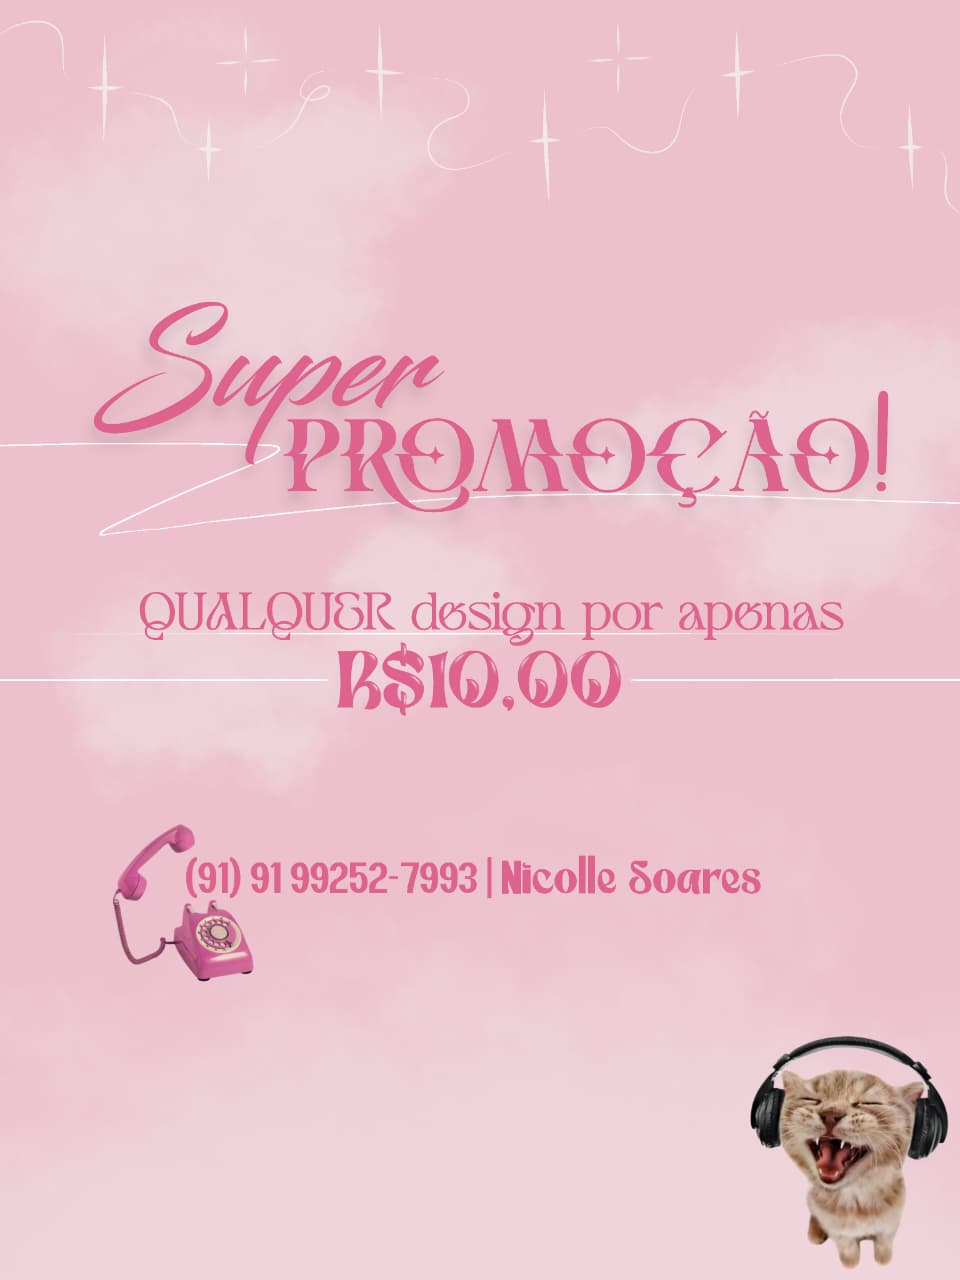 Super
PROMOÇÃO!
QUALQUER design por apenas
R$10,00
(91) 91 99252-7993 | Nicolle Soares